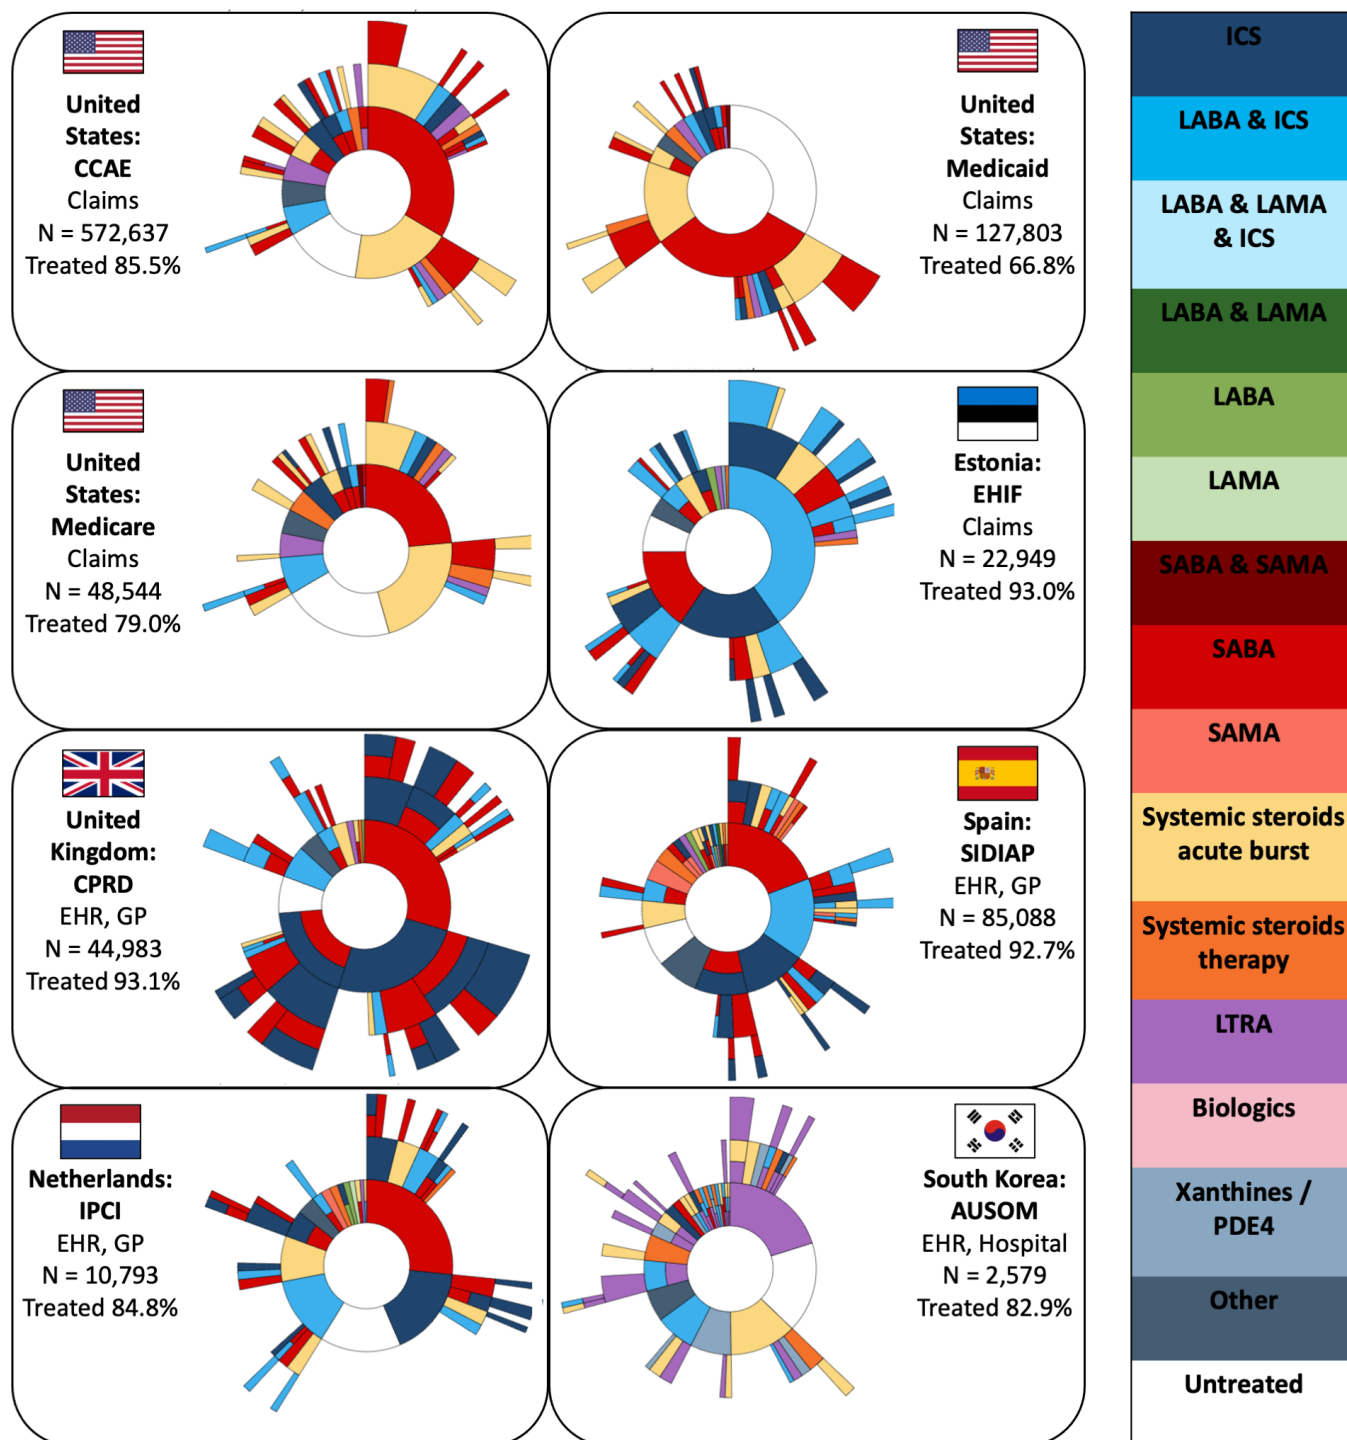 United
States:
CCAE
Claims
N = 572,637
Treated 85.5%
United
States:
Medicaid
Claims
N = 127,803
Treated 66.8%
United
States:
Medicare
Claims
N = 48,544
Treated 79.0%
Estonia:
EHIF
Claims
N = 22,949
Treated 93.0%
United
Kingdom:
CPRD
EHR, GP
N = 44,983
Treated 93.1%
Spain:
SIDIAP
EHR, GP
N = 85,088
Treated 92.7%
Netherlands:
IPCI
EHR, GP
N = 10,793
Treated 84.8%
South Korea:
AUSOM
EHR, Hospital
N = 2,579
Treated 82.9%
ICS
LABA & ICS
LABA & LAMA
& ICS
LABA & LAMA
LABA
LAMA
SABA & SAMA
SABA
SAMA
Systemic steroids
acute burst
Systemic steroids
therapy
LTRA
Biologics
Xanthines /
PDE4
Other
Untreated